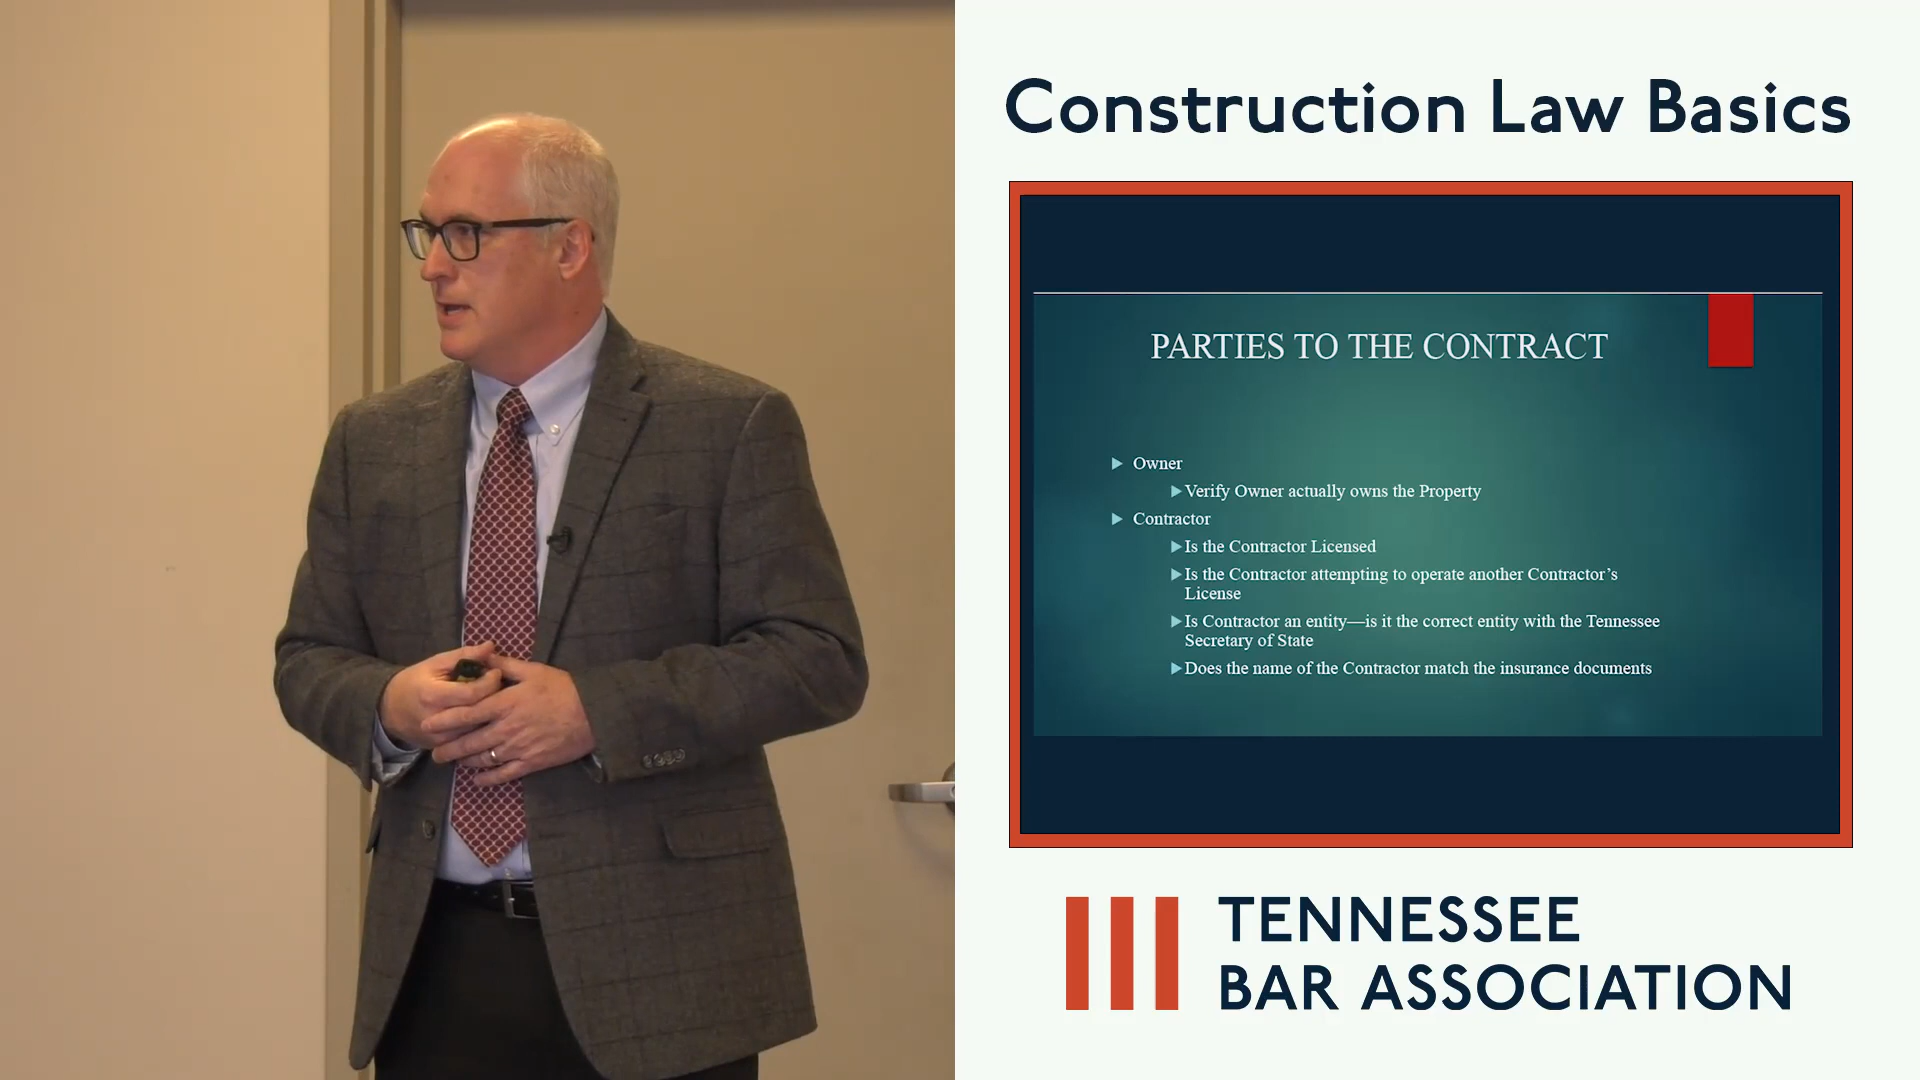 Construction Law Basics
PARTIES TO THE CONTRACT
Owner
Verify Owner actually owns the Property
Contractor
Is the Contractor Licensed
Is the Contractor attempting to operate another Contractor’s
License
Is Contractor an entity—is it the correct entity with the Tennessee
Secretary of State
Does the name of the Contractor match the insurance documents
TENNESSEE
BAR ASSOCIATION